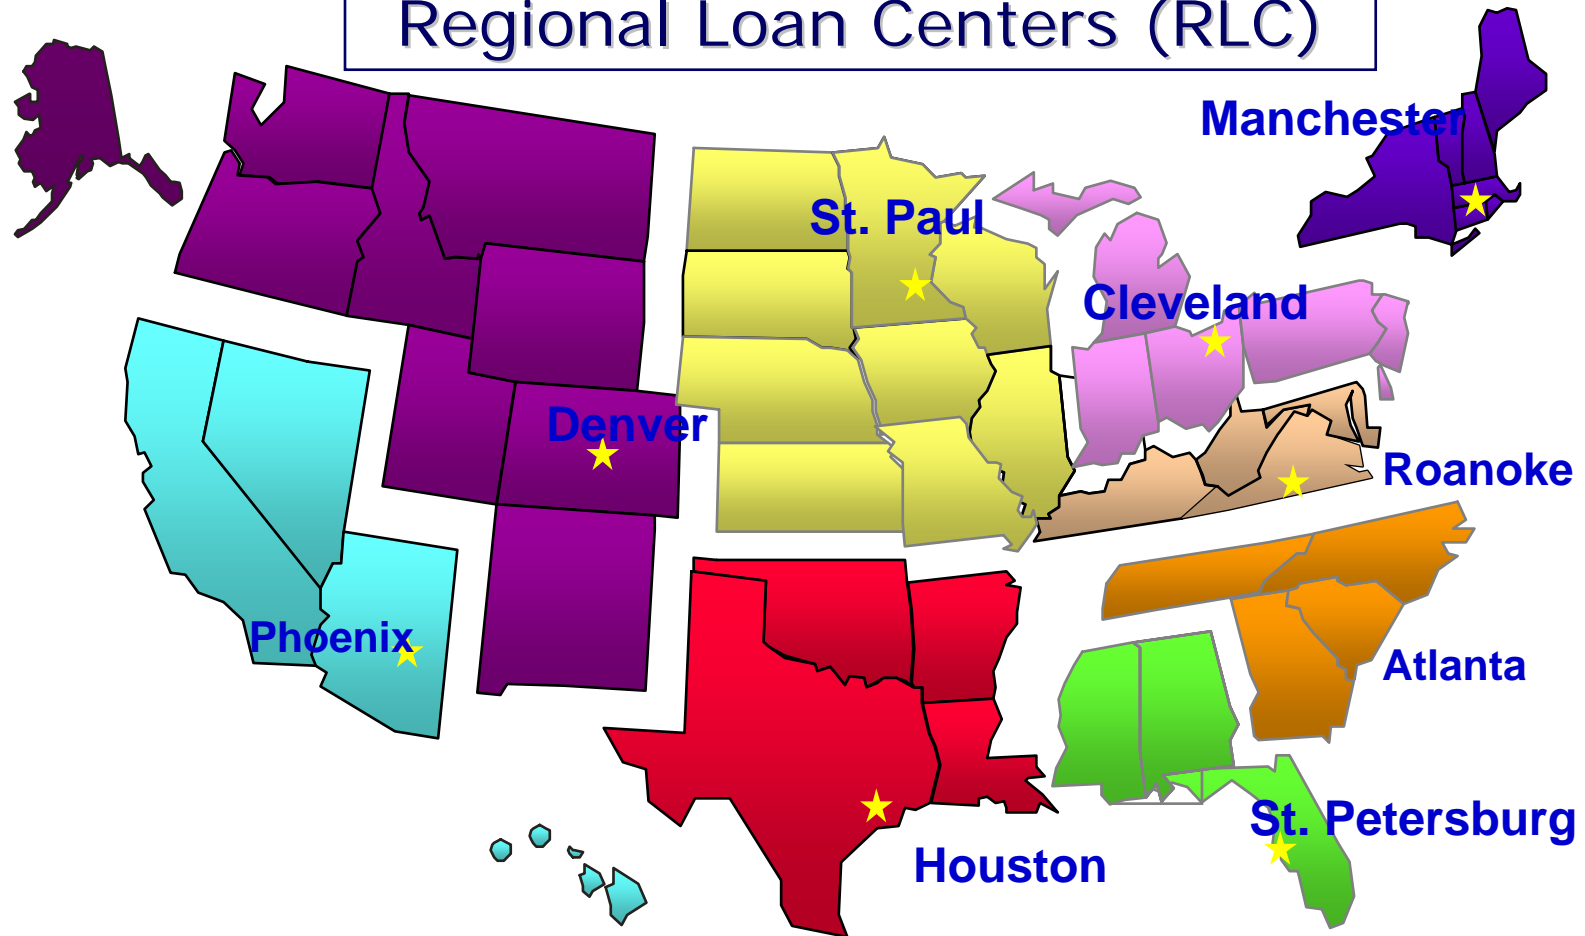 Regional Loan Centers (RLC)
Manchester
St. Paul
Cleveland
Denver
Roanoke
Phoenix
Atlanta
St. Petersburg
Houston